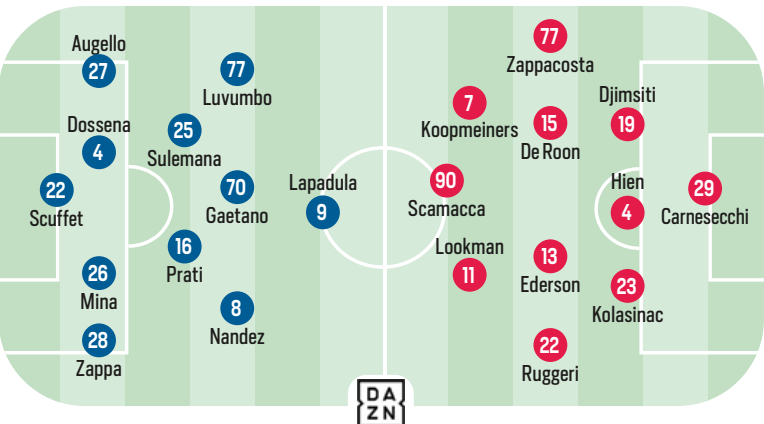 Augello
27
Dossena
4
22
Scuffet
26
Mina
28
Zappa
25
Sulemana
16
Prati
77
Luvumbo
70
Gaetano
8
Nandez
Lapadula
9
90
Scamacca
7
Koopmeiners
Lookman
11
77
Zappacosta
15
De Roon
13
Ederson
22
Ruggeri
Djimsiti
19
Hien
4
23
Kolasinac
29
Carnesecchi
DA
ZN